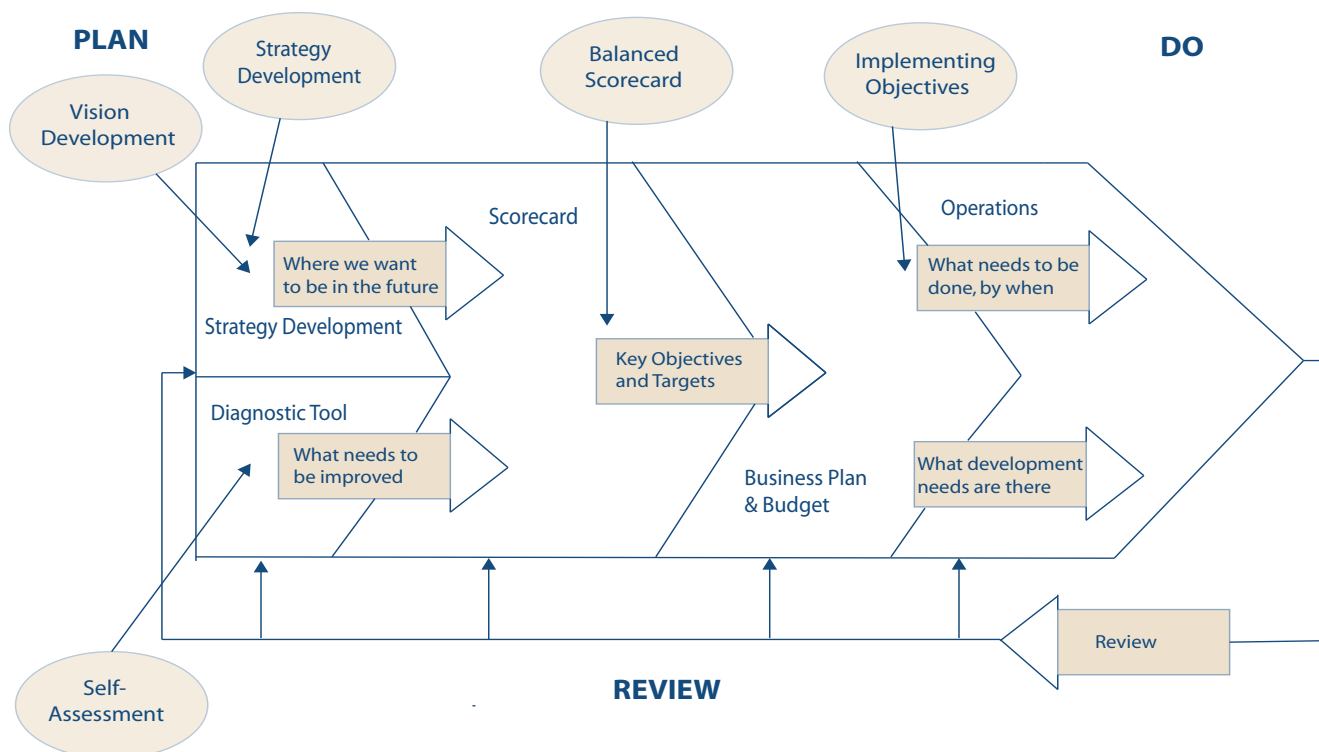 PLAN
DO
Strategy
Development
Balanced
Scorecard
Implementing
Objectives
Vision
Development
Scorecard
Operations
Where we want
to be in the future
What needs to be
done, by when
Strategy Development
Key Objectives
and Targets
Diagnostic Tool
What needs to
be improved
Business Plan
& Budget
What development
needs are there
Review
REVIEW
Self-
Assessment